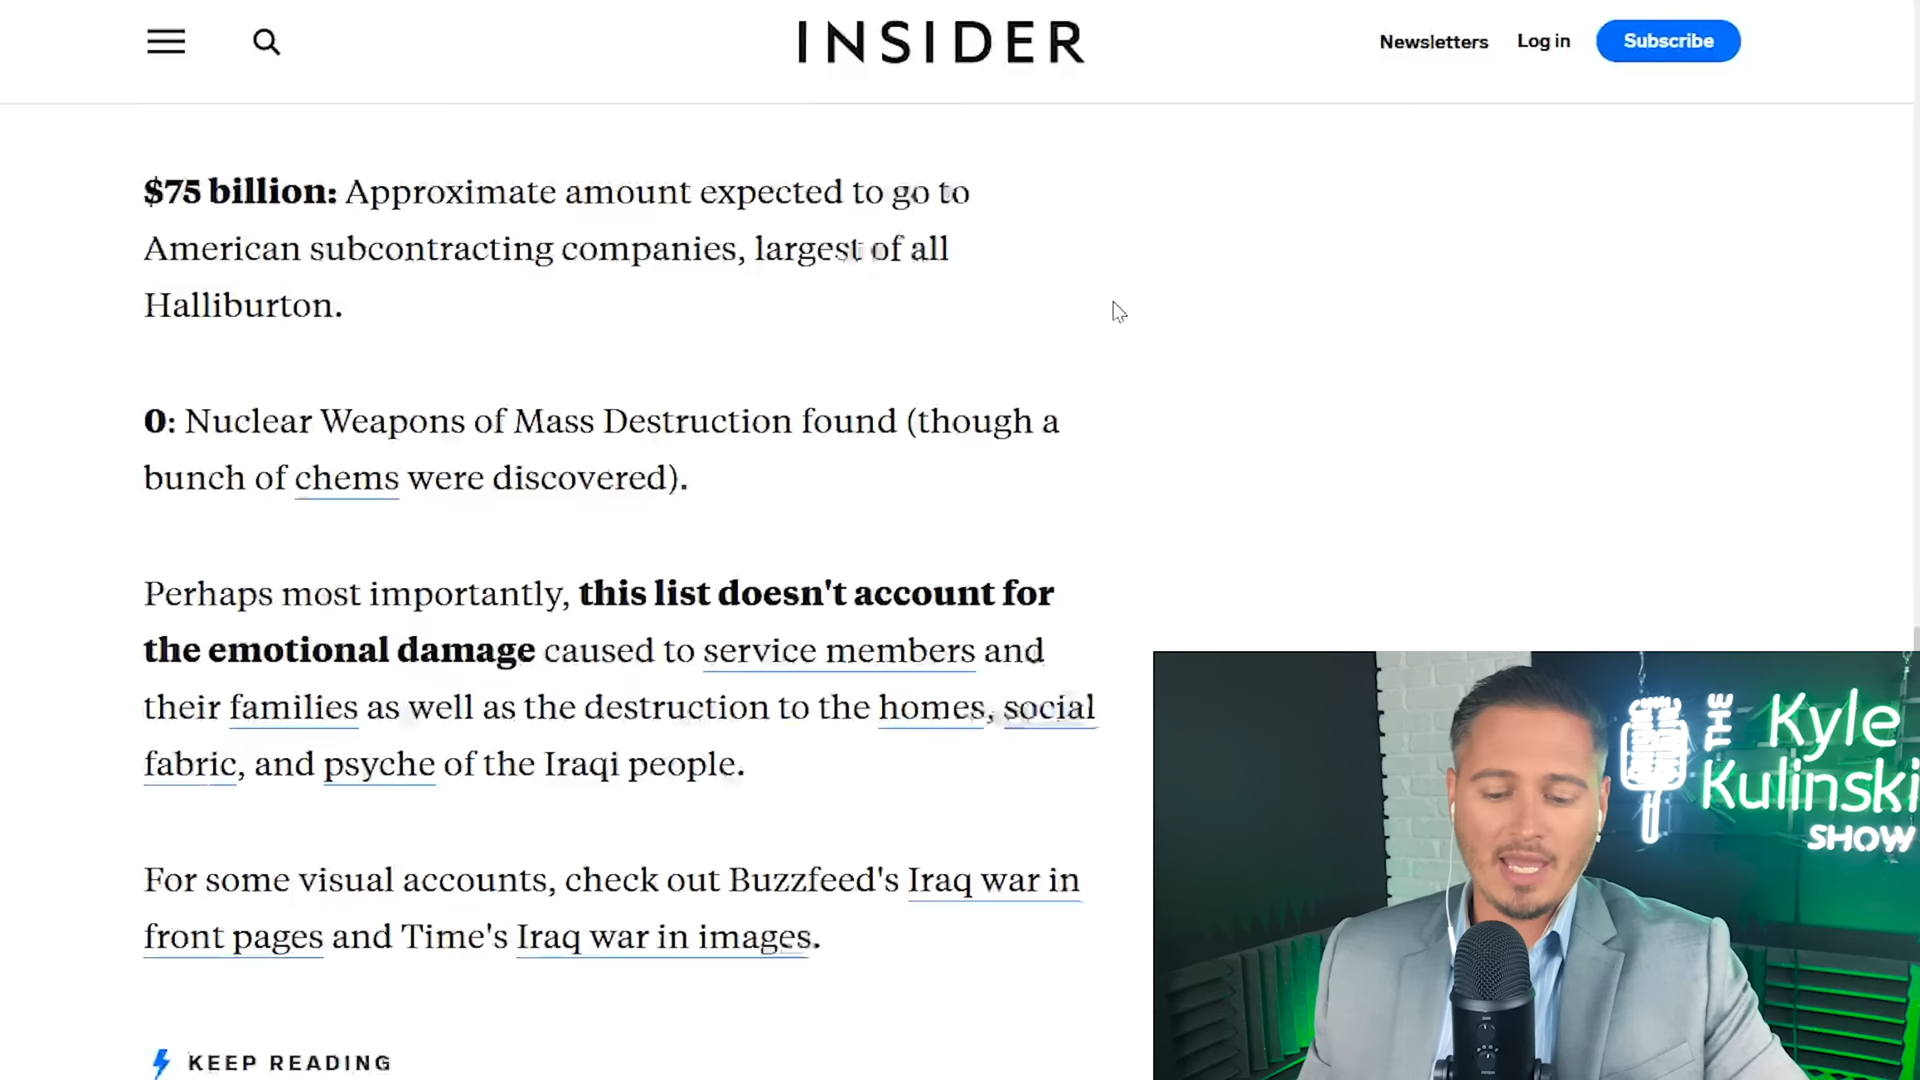 INSIDER
Newsletters
Log in
Subscribe
$75 billion: Approximate amount expected to go to
American subcontracting companies, largest of all
Halliburton.
0: Nuclear Weapons of Mass Destruction found (though a
bunch of chems were discovered).
Perhaps most importantly, this list doesn't account for
the emotional damage caused to service members and
their families as well as the destruction to the homes, social
fabric, and psyche of the Iraqi people.
For some visual accounts, check out Buzzfeed's Iraq war in
front pages and Time's Iraq war in images.
KEEP READING
THE
Kyle
Kulinski
SHOW